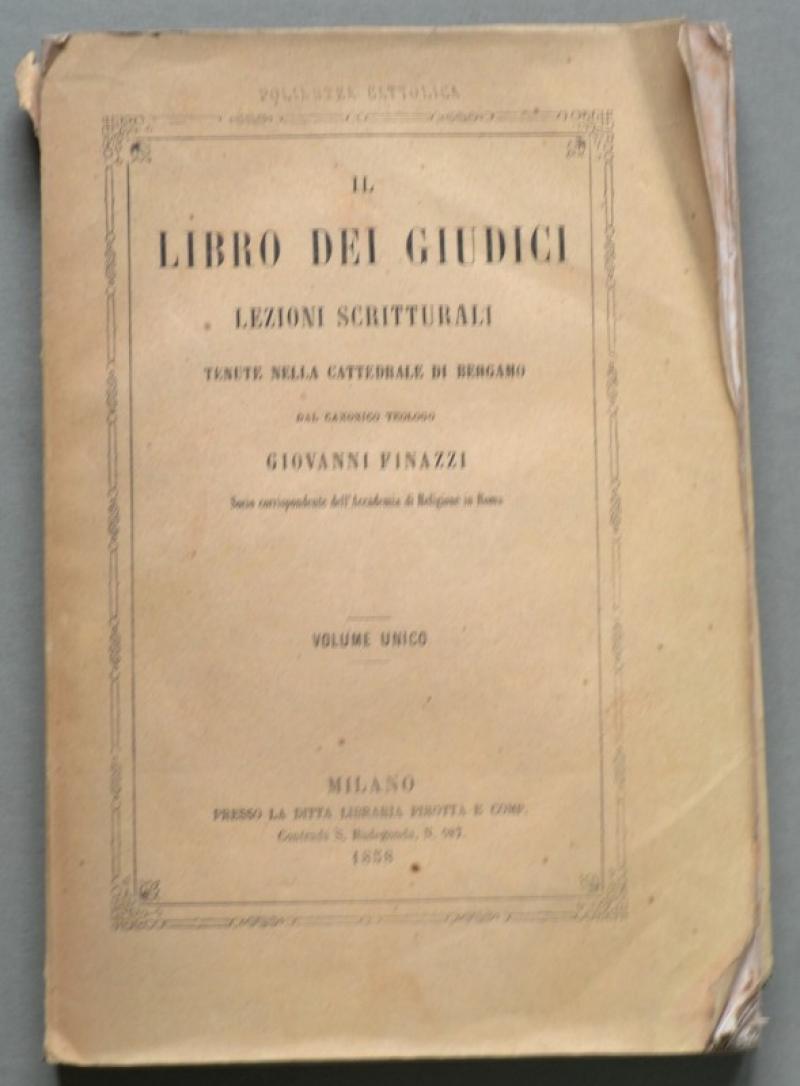 POLIANTEA CATTOLICA
IL
LIBRO DEI GIUDICI
LEZIONI SCRITTURALI
TENUTE NELLA CATTEDRALE DI BERGAMO
DAL CANONICO TEOLOGO
GIOVANNI FINAZZI
Socio corrispondente dell'Accademia di Religione in Roma
VOLUME UNICO
MILANO
PRESSO LA DITTA LIBRARIA PIROTTA E COMP.
Contrada S. Radegonda, N.
1858